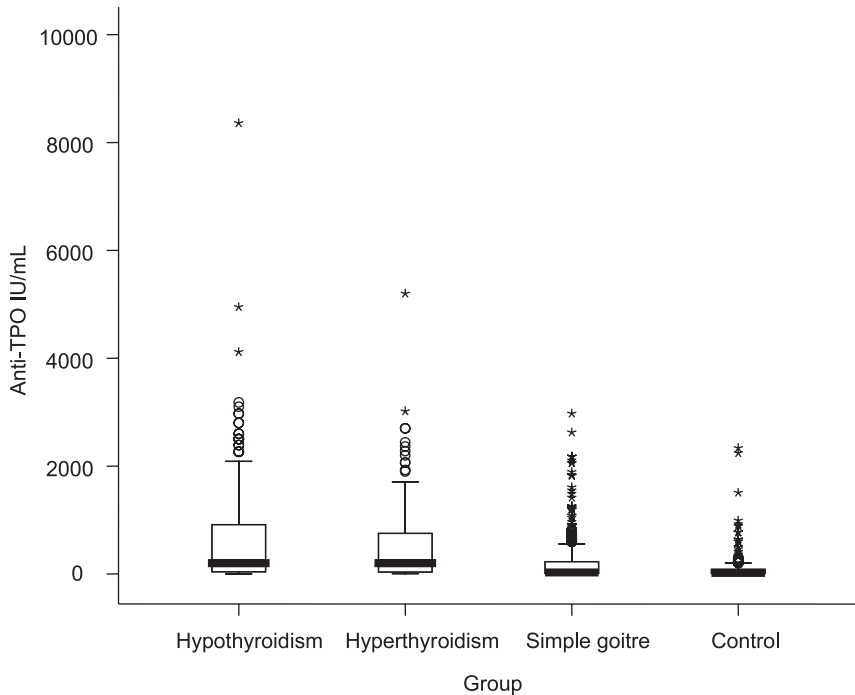 10000
8000
6000
4000
2000
0
Anti-TPO IU/mL
Hypothyroidism Hyperthyroidism Simple goitre Control
Group